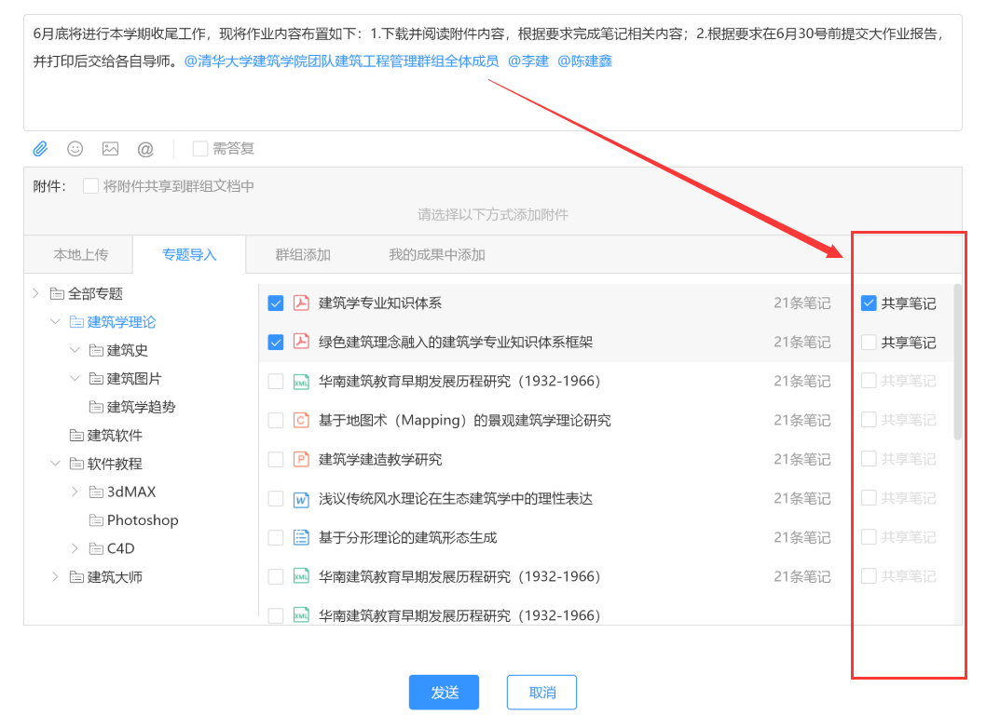 6月底将进行本学期收尾工作，现将作业内容布置如下：1.下载并阅读附件内容，根据要求完成笔记相关内容；2.根据要求在6月30号前提交大作业报告，
并打印后交给各自导师。@清华大学建筑学院团队建筑工程管理群组全体成员 @李建 @陈建鑫
需答复
附件： 将附件共享到群组文档中
请选择以下方式添加附件
本地上传 专题导入 群组添加 我的成果中添加
全部专题
建筑学理论
建筑史
建筑图片
建筑学趋势
建筑软件
软件教程
3dMAX
Photoshop
C4D
建筑大师
建筑学专业知识体系 21条笔记 共享笔记
绿色建筑理念融入的建筑学专业知识体系框架 21条笔记 共享笔记
XML 华南建筑教育早期发展历程研究（1932-1966） 21条笔记 共享笔记
C 基于地图术（Mapping）的景观建筑学理论研究 21条笔记 共享笔记
P 建筑学建造教学研究 21条笔记 共享笔记
W 浅议传统风水理论在生态建筑学中的理性表达 21条笔记 共享笔记
基于分形理论的建筑形态生成 21条笔记 共享笔记
XML 华南建筑教育早期发展历程研究（1932-1966） 21条笔记 共享笔记
XML 华南建筑教育早期发展历程研究（1932-1966）
发送 取消